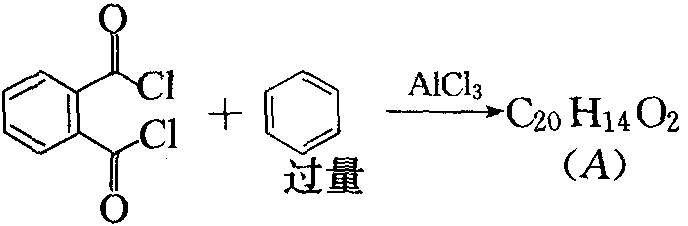 O
Cl
Cl
O
+
AlCl₃
C₂₀H₁₄O₂
过量
(A)